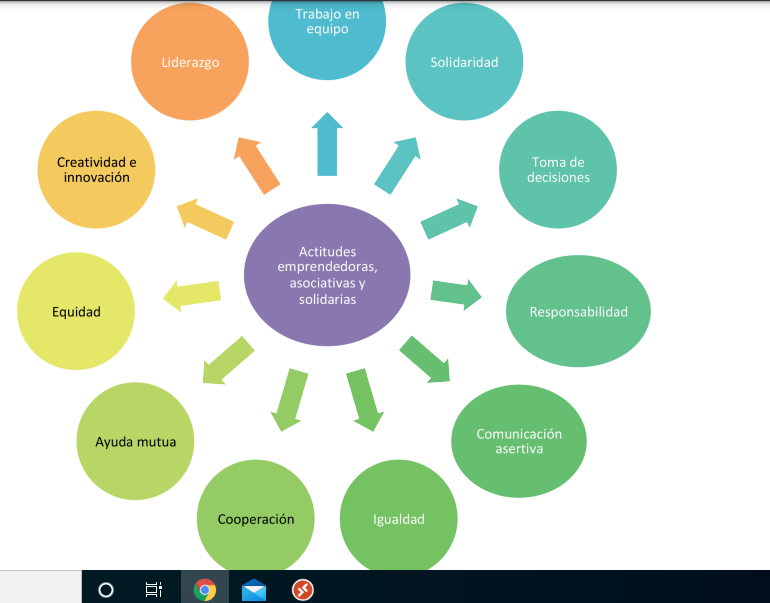 Trabajo en
equipo
Solidaridad
Toma de
decisiones
Responsabilidad
Comunicación
asertiva
Igualdad
Cooperación
Ayuda mutua
Equidad
Creatividad e
innovación
Liderazgo
Actitudes
emprendedoras,
asociativas y
solidarias